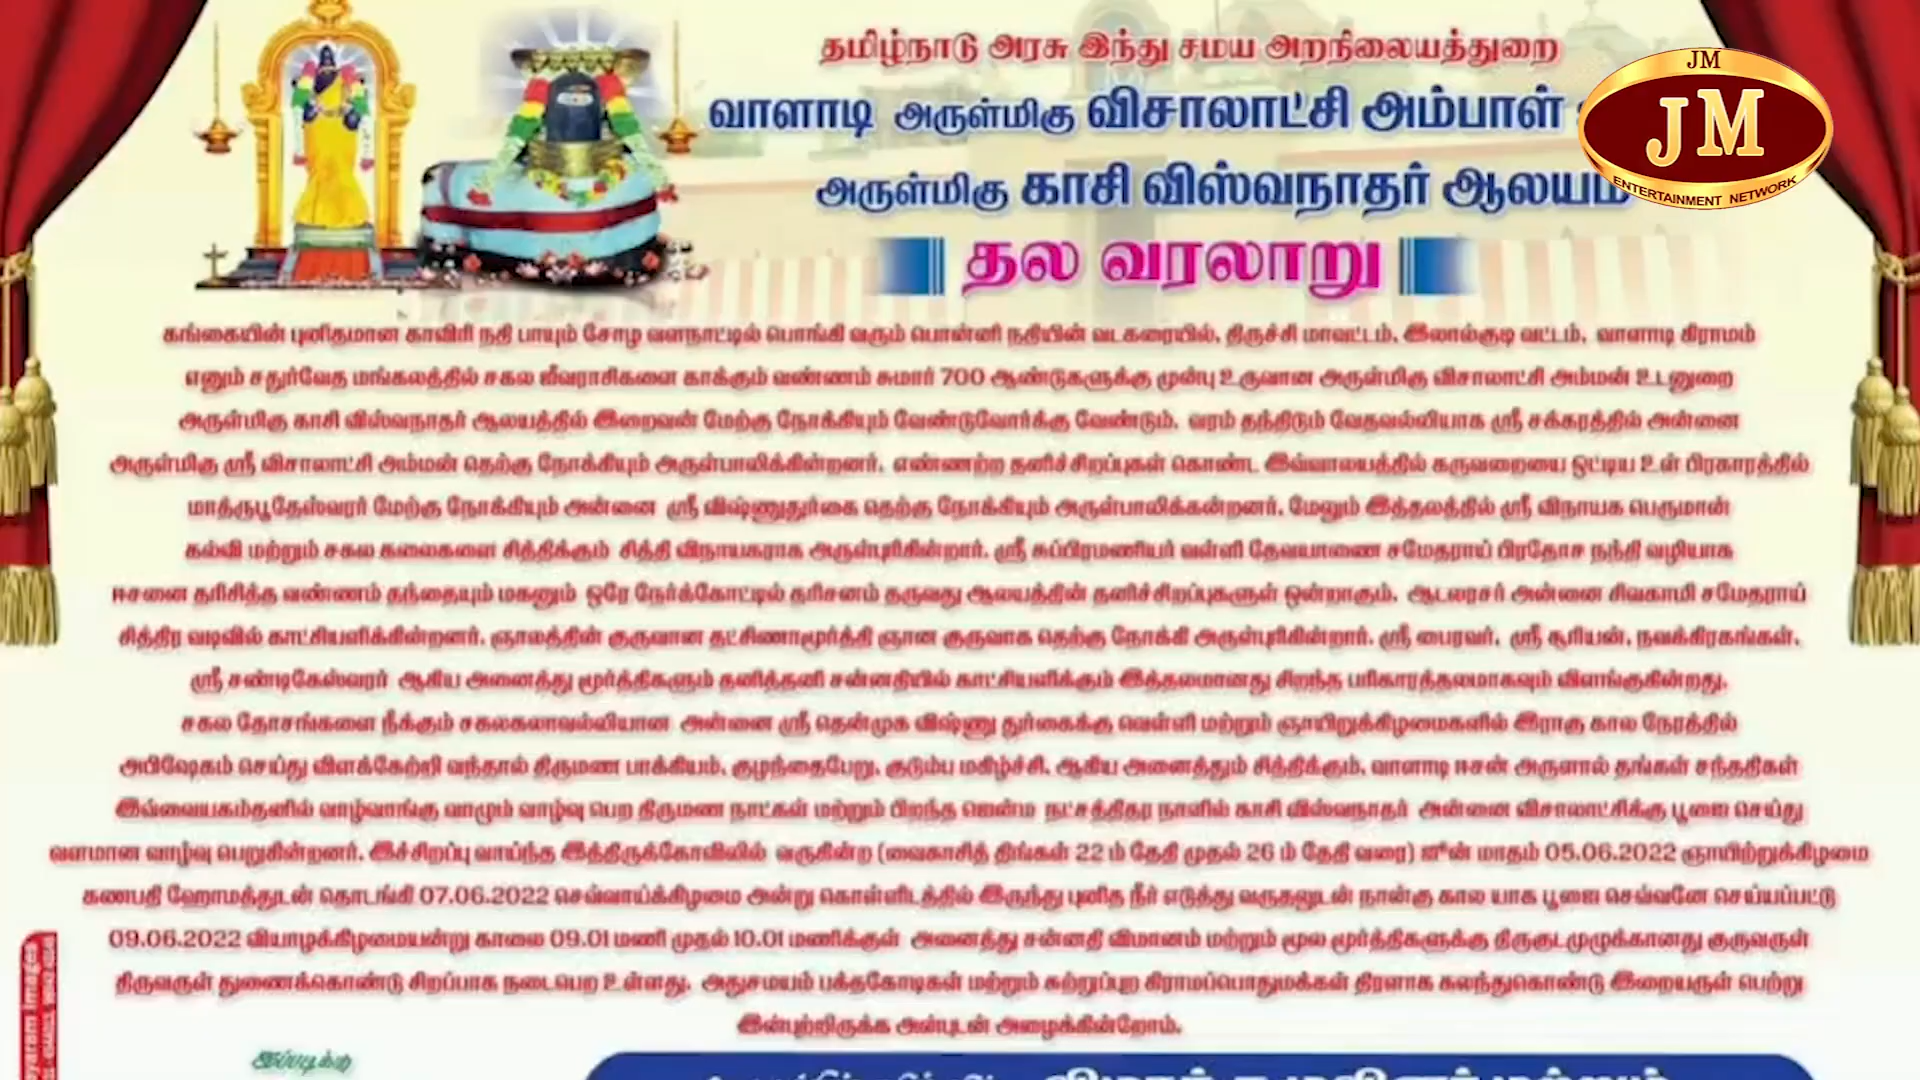 தமிழ்நாடு அரசு இந்து சமய அறநிலையத்துறை
வாளாடி அருள்மிகு விசாலாட்சி அம்பாள்
அருள்மிகு காசி விஸ்வநாதர் ஆலயம்
தல வரலாறு
JM
JM
ENTERTAINMENT NETWORK
கங்கையின் புனிதமான காவிரி நதி பாயும் சோழ வளநாட்டில் பொங்கி வரும் பொன்னி நதியின் வடகரையில், திருச்சி மாவட்டம், இலால்குடி வட்டம், வாளாடி கிராமம்
எனும் சதுர்வேத மங்கலத்தில் சகல ஜீவராசிகளை காக்கும் வண்ணம் சுமார் 700 ஆண்டுகளுக்கு முன்பு உருவான அருள்மிகு விசாலாட்சி அம்மன் உடனுறை
அருள்மிகு காசி விஸ்வநாதர் ஆலயத்தில் இறைவன் மேற்கு நோக்கியும் வேண்டுவோர்க்கு வேண்டும், வரம் தந்திடும் வேதவல்லியாக ஸ்ரீ சக்கரத்தில் அன்னை
அருள்மிகு ஸ்ரீ விசாலாட்சி அம்மன் தெற்கு நோக்கியும் அருள்பாலிக்கின்றனர். எண்ணற்ற தனிச்சிறப்புகள் கொண்ட இவ்வாலயத்தில் கருவறையை ஒட்டிய உள் பிரகாரத்தில்
மாத்ருபூதேஸ்வரர் மேற்கு நோக்கியும் அன்னை ஸ்ரீ விஷ்ணுதுர்கை தெற்கு நோக்கியும் அருள்பாலிக்கன்றனர். மேலும் இத்தலத்தில் ஸ்ரீ விநாயக பெருமான்
கல்வி மற்றும் சகல கலைகளை சித்திக்கும் சித்தி விநாயகராக அருள்புரிகின்றார். ஸ்ரீ சுப்பிரமணியர் வள்ளி தேவயாணை சமேதராய் பிரதோச நந்தி வழியாக
ஈசனை தரிசித்த வண்ணம் தந்தையும் மகனும் ஒரே நேர்க்கோட்டில் தரிசனம் தருவது ஆலயத்தின் தனிச்சிறப்புகளுள் ஒன்றாகும். ஆடலரசர் அன்னை சிவகாமி சமேதராய்
சித்திர வடிவில் காட்சியளிக்கின்றனர். ஞாலத்தின் குருவான தட்சிணாமூர்த்தி ஞான குருவாக தெற்கு நோக்கி அருள்புரிகின்றார். ஸ்ரீ பைரவர், ஸ்ரீ சூரியன், நவக்கிரகங்கள்,
ஸ்ரீ சண்டிகேஸ்வரர் ஆகிய அனைத்து மூர்த்திகளும் தனித்தனி சன்னதியில் காட்சியளிக்கும் இத்தலமானது சிறந்த பரிகாரத்தலமாகவும் விளங்குகின்றது.
சகல தோசங்களை நீக்கும் சகலகலாவல்லியான அன்னை ஸ்ரீ தென்முக விஷ்ணு துர்கைக்கு வெள்ளி மற்றும் ஞாயிறுக்கிழமைகளில் இராகு கால நேரத்தில்
அபிஷேகம் செய்து விளக்கேற்றி வந்தால் திருமண பாக்கியம், குழந்தைபேறு, குடும்ப மகிழ்ச்சி, ஆகிய அனைத்தும் சித்திக்கும். வாளாடி ஈசன் அருளால் தங்கள் சந்ததிகள்
இவ்வையகம்தனில் வாழ்வாங்கு வாழும் வாழ்வு பெற திருமண நாட்கள் மற்றும் பிறந்த ஜென்ம நட்சத்திர நாளில் காசி விஸ்வநாதர் அன்னை விசாலாட்சிக்கு பூஜை செய்து
வளமான வாழ்வு பெறுகின்றனர். இச்சிறப்பு வாய்ந்த இத்திருக்கோவிலில் வருகின்ற (வைகாசித் திங்கள் 22 ம் தேதி முதல் 26 ம் தேதி வரை) ஜுன் மாதம் 05.06.2022 ஞாயிற்றுக்கிழமை
கணபதி ஹோமத்துடன் தொடங்கி 07.06.2022 செவ்வாய்க்கிழமை அன்று கொள்ளிடத்தில் இருந்து புனித நீர் எடுத்து வருதலுடன் நான்கு கால யாக பூஜை செவ்வனே செய்யப்பட்டு
09.06.2022 வியாழக்கிழமையன்று காலை 09.01 மணி முதல் 10.01 மணிக்குள் அனைத்து சன்னதி விமானம் மற்றும் மூல மூர்த்திகளுக்கு திருகுடமுழுக்கானது குருவருள்
திருவருள் துணைக்கொண்டு சிறப்பாக நடைபெற உள்ளது. அதுசமயம் பக்தகோடிகள் மற்றும் சுற்றுப்புற கிராமப்பொதுமக்கள் திரளாக கலந்துகொண்டு இறையருள் பெற்று
இன்புற்றிருக்க அன்புடன் அழைக்கின்றோம்.
இப்படிக்கு